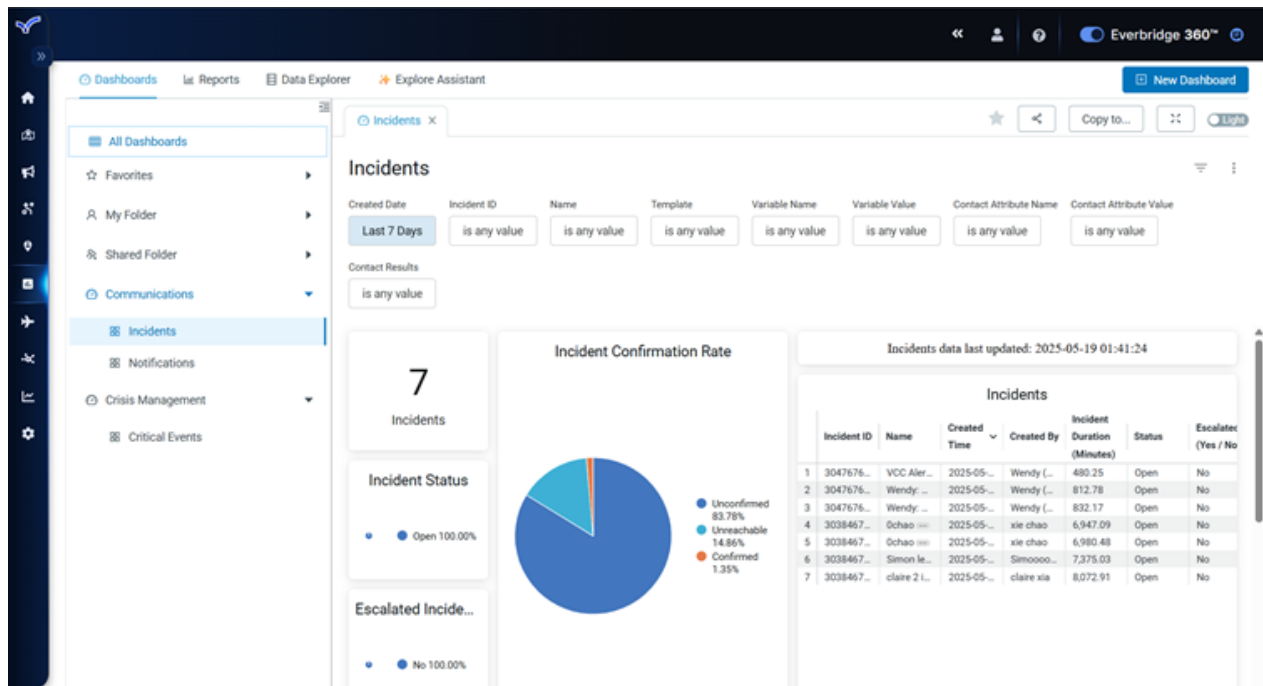 Everbridge 360™
Dashboards Reports Data Explorer Explore Assistant New Dashboard
Incidents Copy to... Light
All Dashboards
Favorites
My Folder
Shared Folder
Communications
Incidents
Notifications
Crisis Management
Critical Events
Incidents
Created Date Incident ID Name Template Variable Name Variable Value Contact Attribute Name Contact Attribute Value
Last 7 Days is any value is any value is any value is any value is any value is any value is any value
Contact Results
is any value
7
Incidents
Incident Status
Open 100.00%
Escalated Incide...
No 100.00%
Incident Confirmation Rate
Unconfirmed
83.78%
Unreachable
14.86%
Confirmed
1.35%
Incidents data last updated: 2025-05-19 01:41:24
Incidents
Incident ID Name Created Time Created By Incident Duration (Minutes) Status Escalated (Yes / No
1 3047676... VCC Aler... 2025-05-... Wendy (... 480.25 Open No
2 3047676... Wendy: ... 2025-05-... Wendy (... 812.78 Open No
3 3047676... Wendy: ... 2025-05-... Wendy (... 832.17 Open No
4 3038467... 0chao 2025-05-... xie chao 6,947.09 Open No
5 3038467... 0chao 2025-05-... xie chao 6,980.48 Open No
6 3038467... Simon le... 2025-05-... Simoooo... 7,375.03 Open No
7 3038467... claire 2 i... 2025-05-... claire xia 8,072.91 Open No